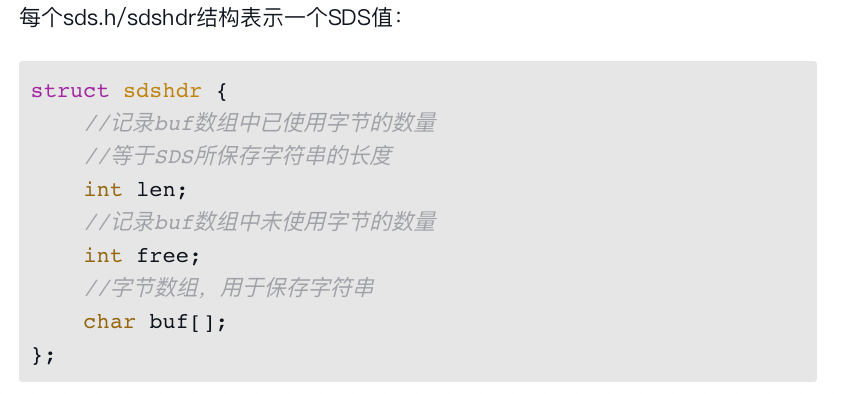 每个sds.h/sdshdr结构表示一个SDS值：
struct sdshdr {
    //记录buf数组中已使用字节的数量
    //等于SDS所保存字符串的长度
    int len;
    //记录buf数组中未使用字节的数量
    int free;
    //字节数组，用于保存字符串
    char buf[];
};